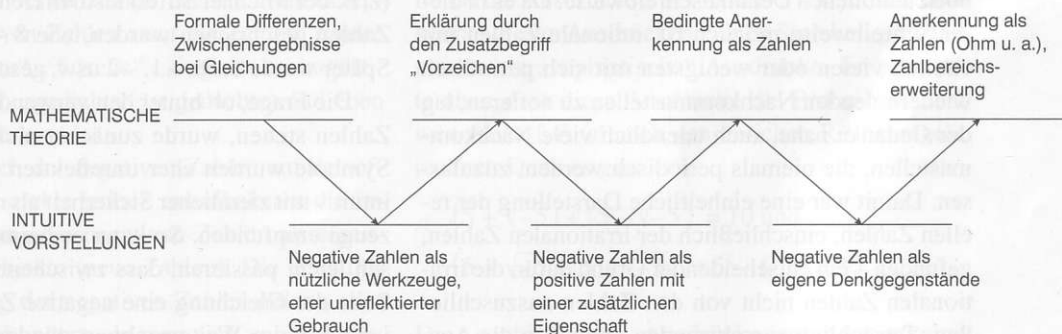 Formale Differenzen,
Zwischenergebnisse
bei Gleichungen
Erklärung durch
den Zusatzbegriff
„Vorzeichen“
Bedingte Aner-
kennung als Zahlen
Anerkennung als
Zahlen (Ohm u. a.),
Zahlbereichs-
erweiterung
MATHEMATISCHE
THEORIE
INTUITIVE
VORSTELLUNGEN
Negative Zahlen als
nützliche Werkzeuge,
eher unreflektierter
Gebrauch
Negative Zahlen als
positive Zahlen mit
einer zusätzlichen
Eigenschaft
Negative Zahlen als
eigene Denkgegenstände